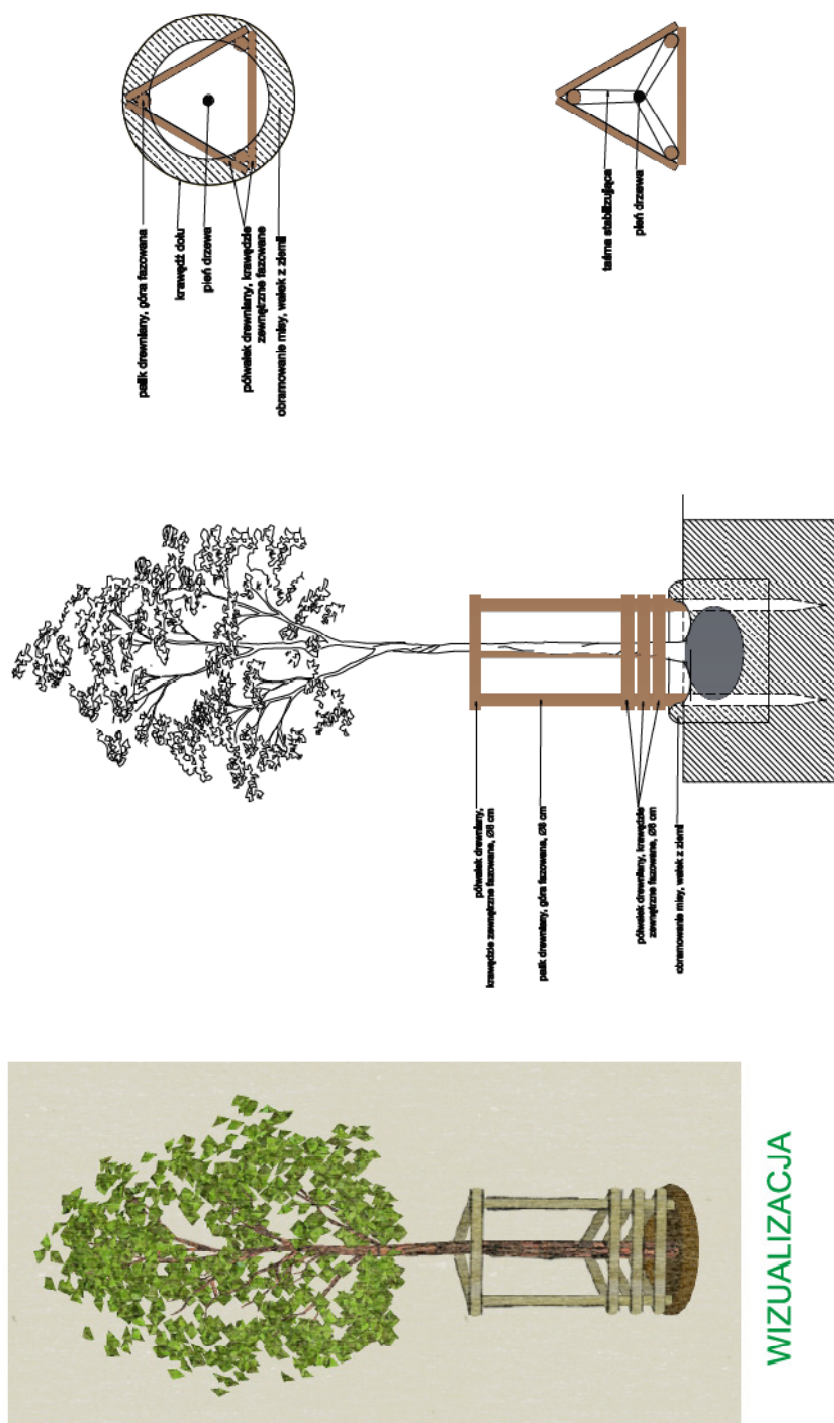 palik drewniany, góra fazowana
krawędź dołu
pień drzewa
półwałek drewniany, krawędzie
zewnętrzne fazowane
obramowanie misy, wałek z ziemi
taśma stabilizująca
pień drzewa
półwałek drewniany,
krawędzie zewnętrzne fazowane, Ø8 cm
palik drewniany, góra fazowana, Ø8 cm
półwałek drewniany, krawędzie
zewnętrzne fazowane, Ø8 cm
obramowanie misy, wałek z ziemi
WIZUALIZACJA